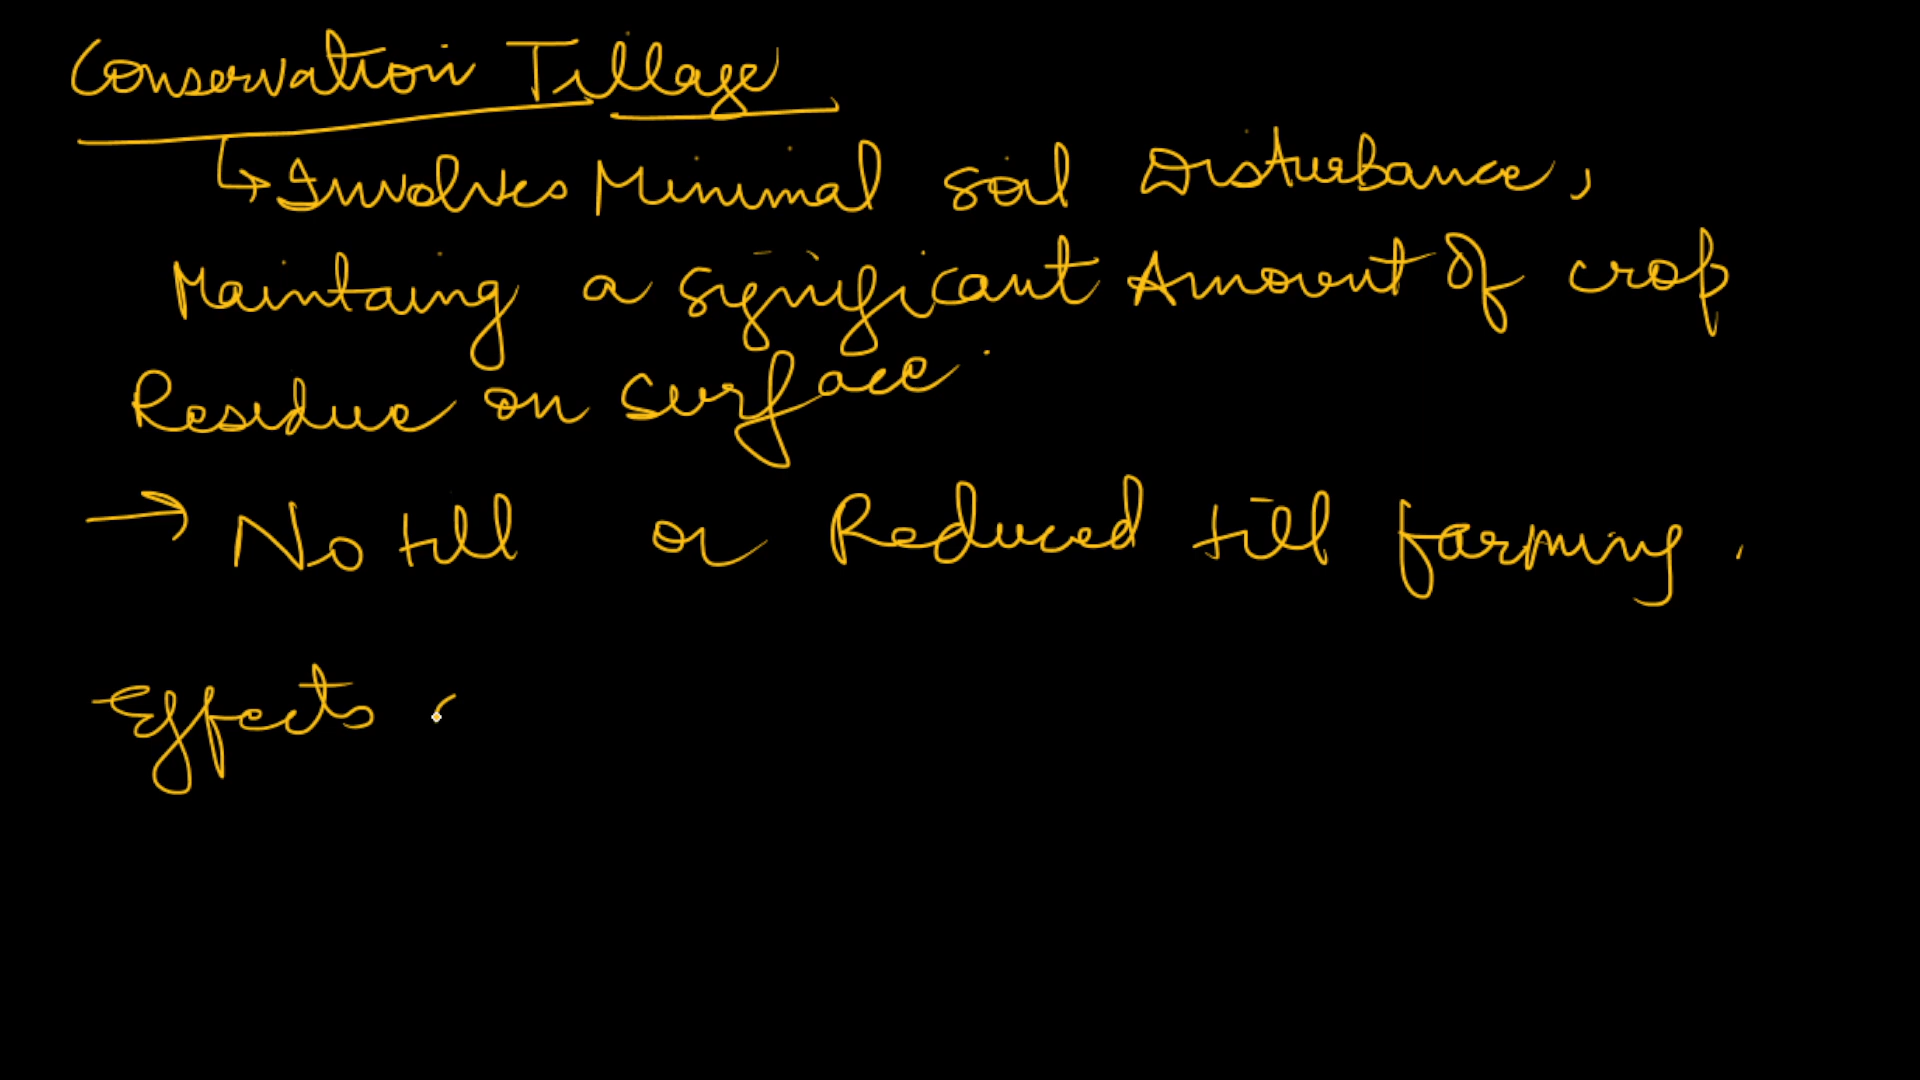 Conservation Tillage
↳ Involves Minimal soil Disturbance,
Maintaing a significant Amount of crop
Residue on surface.
→ No till or Reduced till farming.
Effects